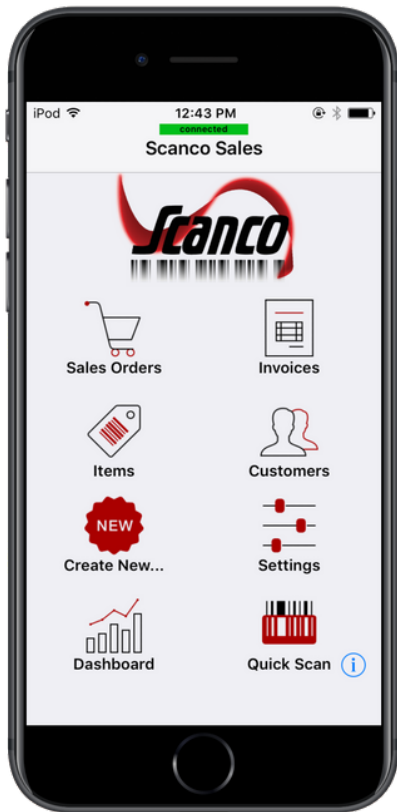 iPod 12:43 PM
connected
Scanco Sales
Scanco
Sales Orders Invoices
Items Customers
NEW
Create New... Settings
Dashboard Quick Scan i